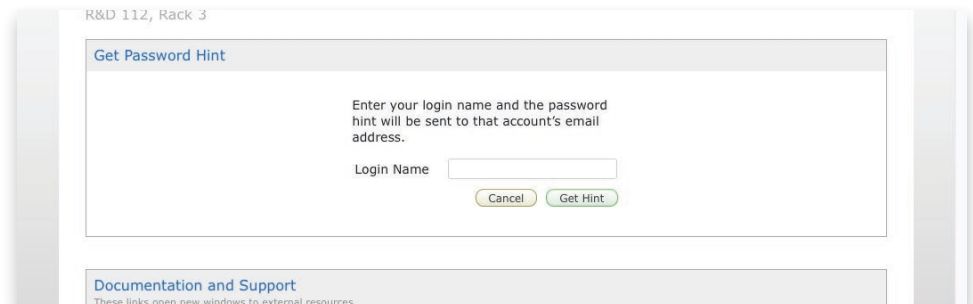 R&D 112, Rack 3
Get Password Hint
Enter your login name and the password
hint will be sent to that account's email
address.
Login Name
Cancel Get Hint
Documentation and Support
These links open new windows to external resources